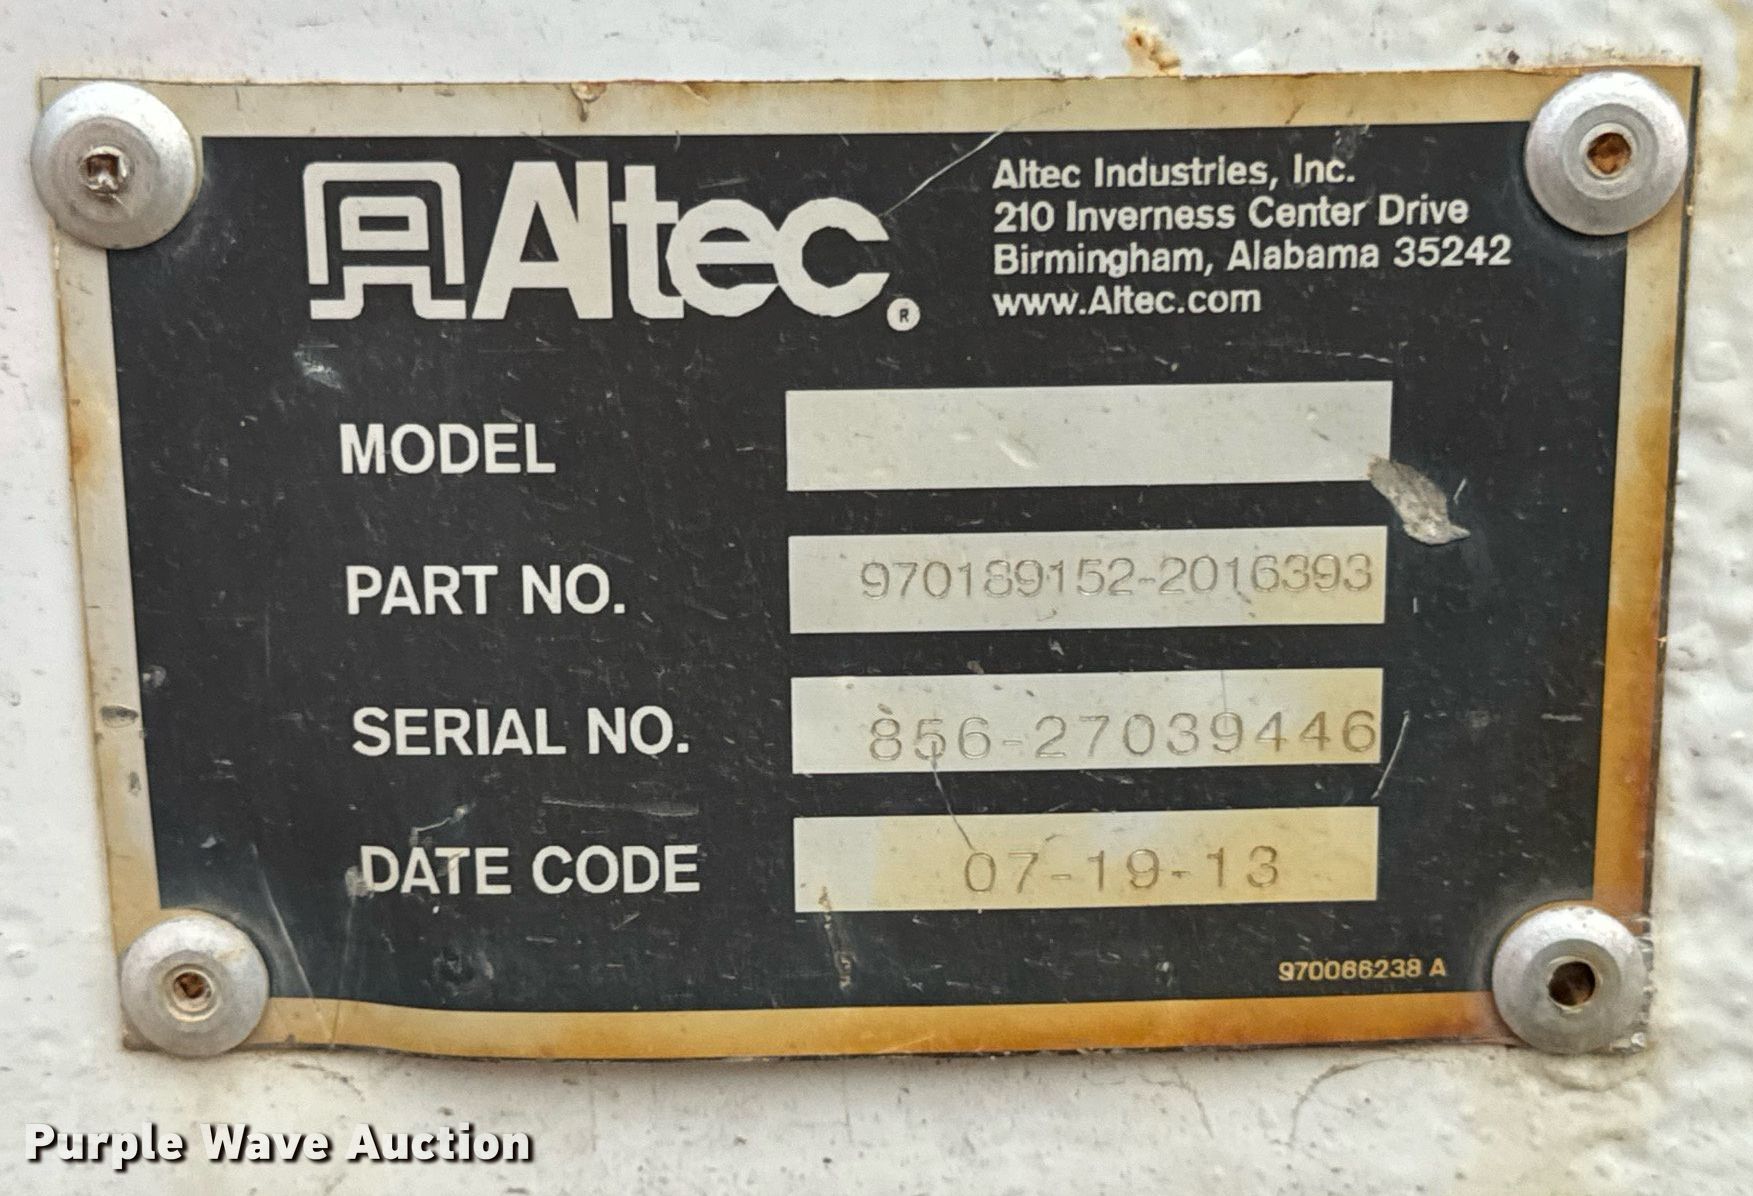 Altec®
Altec Industries, Inc.
210 Inverness Center Drive
Birmingham, Alabama 35242
www.Altec.com
MODEL
PART NO. 970189152-2016393
SERIAL NO. 856-27039446
DATE CODE 07-19-13
970066238 A
Purple Wave Auction